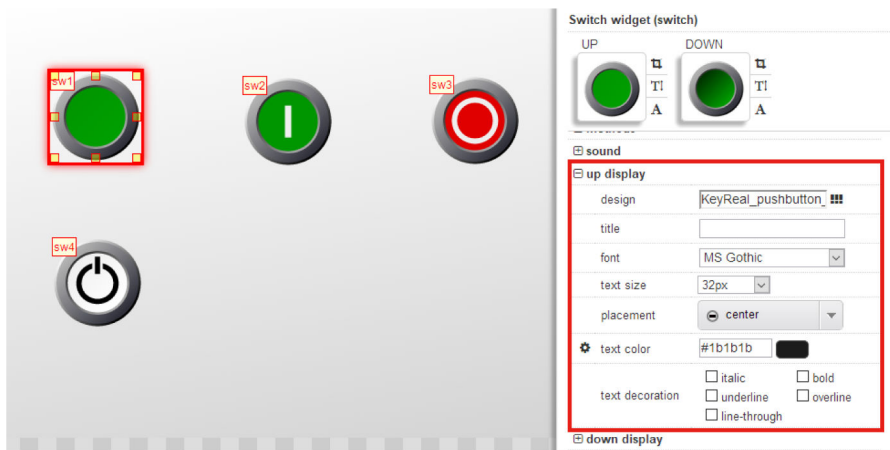 Switch widget (switch)
UP DOWN
T! T!
A A
sound
up display
design KeyReal_pushbutton_
title
font MS Gothic
text size 32px
placement center
text color #1b1b1b
text decoration italic bold
underline overline
line-through
down display
sw1
sw2
sw3
sw4